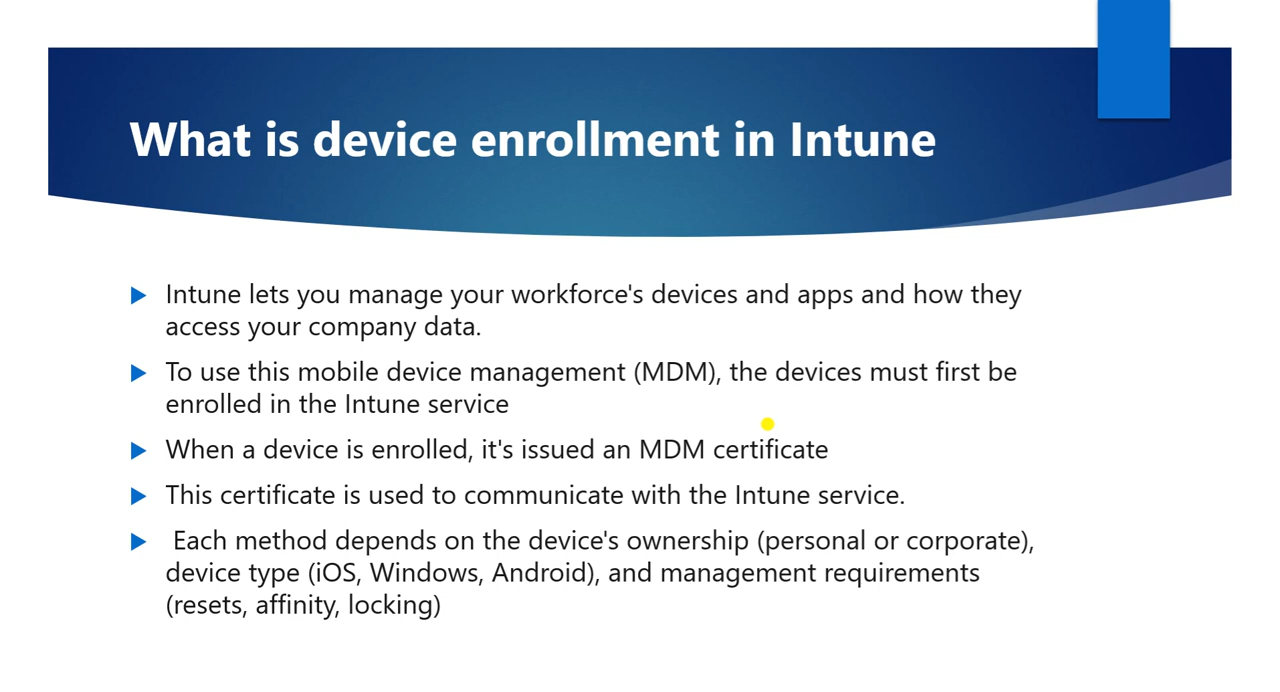 What is device enrollment in Intune
Intune lets you manage your workforce's devices and apps and how they
access your company data.
To use this mobile device management (MDM), the devices must first be
enrolled in the Intune service
When a device is enrolled, it's issued an MDM certificate
This certificate is used to communicate with the Intune service.
Each method depends on the device's ownership (personal or corporate),
device type (iOS, Windows, Android), and management requirements
(resets, affinity, locking)